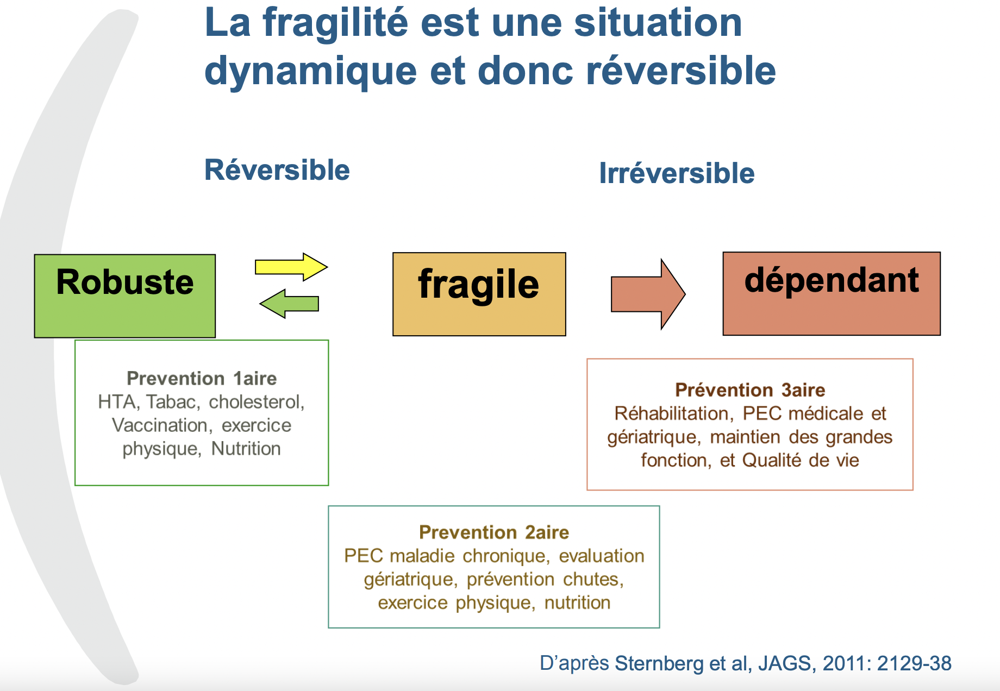 La fragilité est une situation
dynamique et donc réversible
Réversible
Irréversible
Robuste
fragile
dépendant
Prevention 1aire
HTA, Tabac, cholesterol,
Vaccination, exercice
physique, Nutrition
Prévention 3aire
Réhabilitation, PEC médicale et
gériatrique, maintien des grandes
fonction, et Qualité de vie
Prevention 2aire
PEC maladie chronique, evaluation
gériatrique, prévention chutes,
exercice physique, nutrition
D’après Sternberg et al, JAGS, 2011: 2129-38